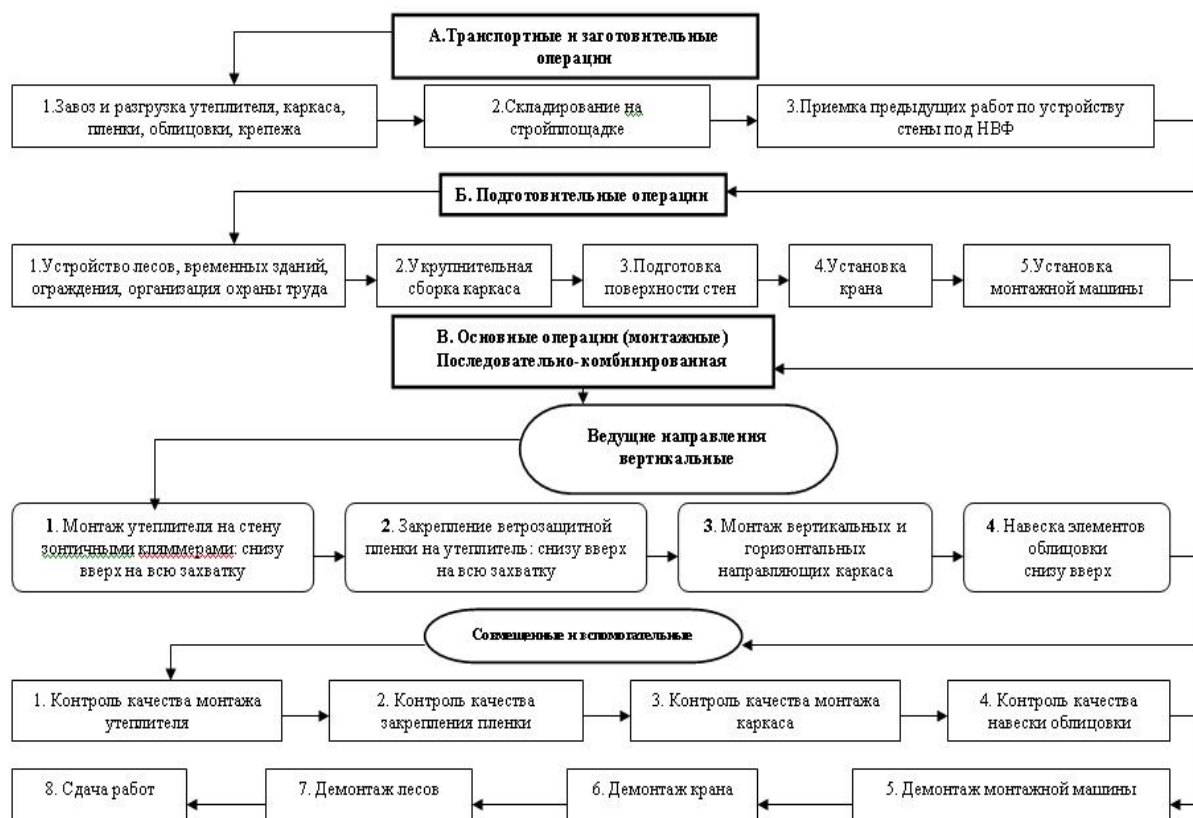 А.Транспортные и заготовительные
операции
1.Завоз и разгрузка утеплителя, каркаса,
пленки, облицовки, крепежа
2.Складирование на
стройплощадке
3.Приемка предыдущих работ по устройству
стены под НВФ
Б. Подготовительные операции
1.Устройство лесов, временных зданий,
ограждения, организация охраны труда
2.Укрупнительная
сборка каркаса
3.Подготовка
поверхности стен
4.Установка
крана
5.Установка
монтажной машины
В. Основные операции (монтажные)
Последовательно-комбинированная
Ведущие направления
вертикальные
1. Монтаж утеплителя на стену
зонтичными кляммерами: снизу
вверх на всю захватку
2. Закрепление ветрозащитной
пленки на утеплитель: снизу вверх
на всю захватку
3. Монтаж вертикальных и
горизонтальных
направляющих каркаса
4. Навеска элементов
облицовки
снизу вверх
Совмещенные и вспомогательные
1. Контроль качества монтажа
утеплителя
2. Контроль качества
закрепления пленки
3. Контроль качества монтажа
каркаса
4. Контроль качества
навески облицовки
8. Сдача работ
7. Демонтаж лесов
6. Демонтаж крана
5. Демонтаж монтажной машины